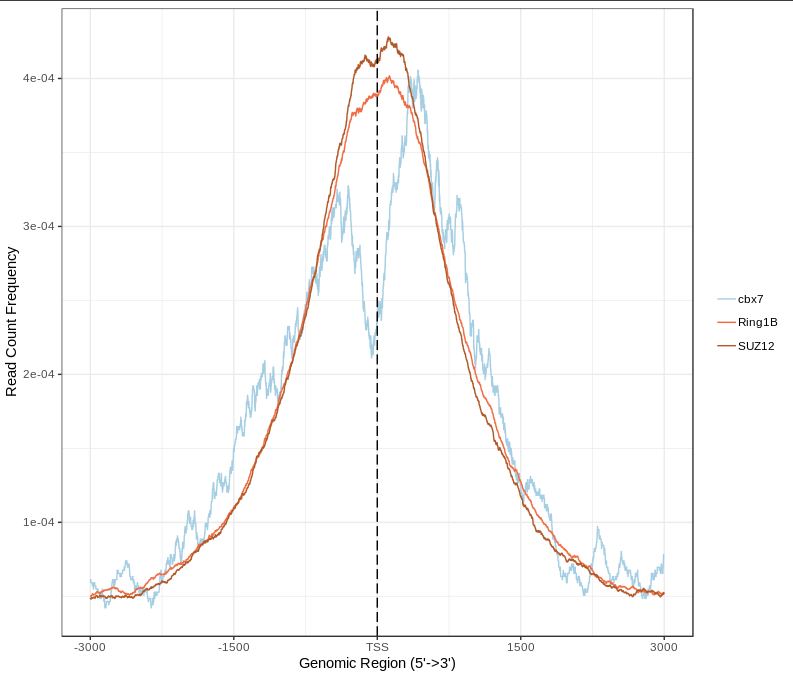 Read Count Frequency
4e-04
3e-04
2e-04
1e-04
-3000
-1500
TSS
1500
3000
Genomic Region (5'->3')
cbx7
Ring1B
SUZ12